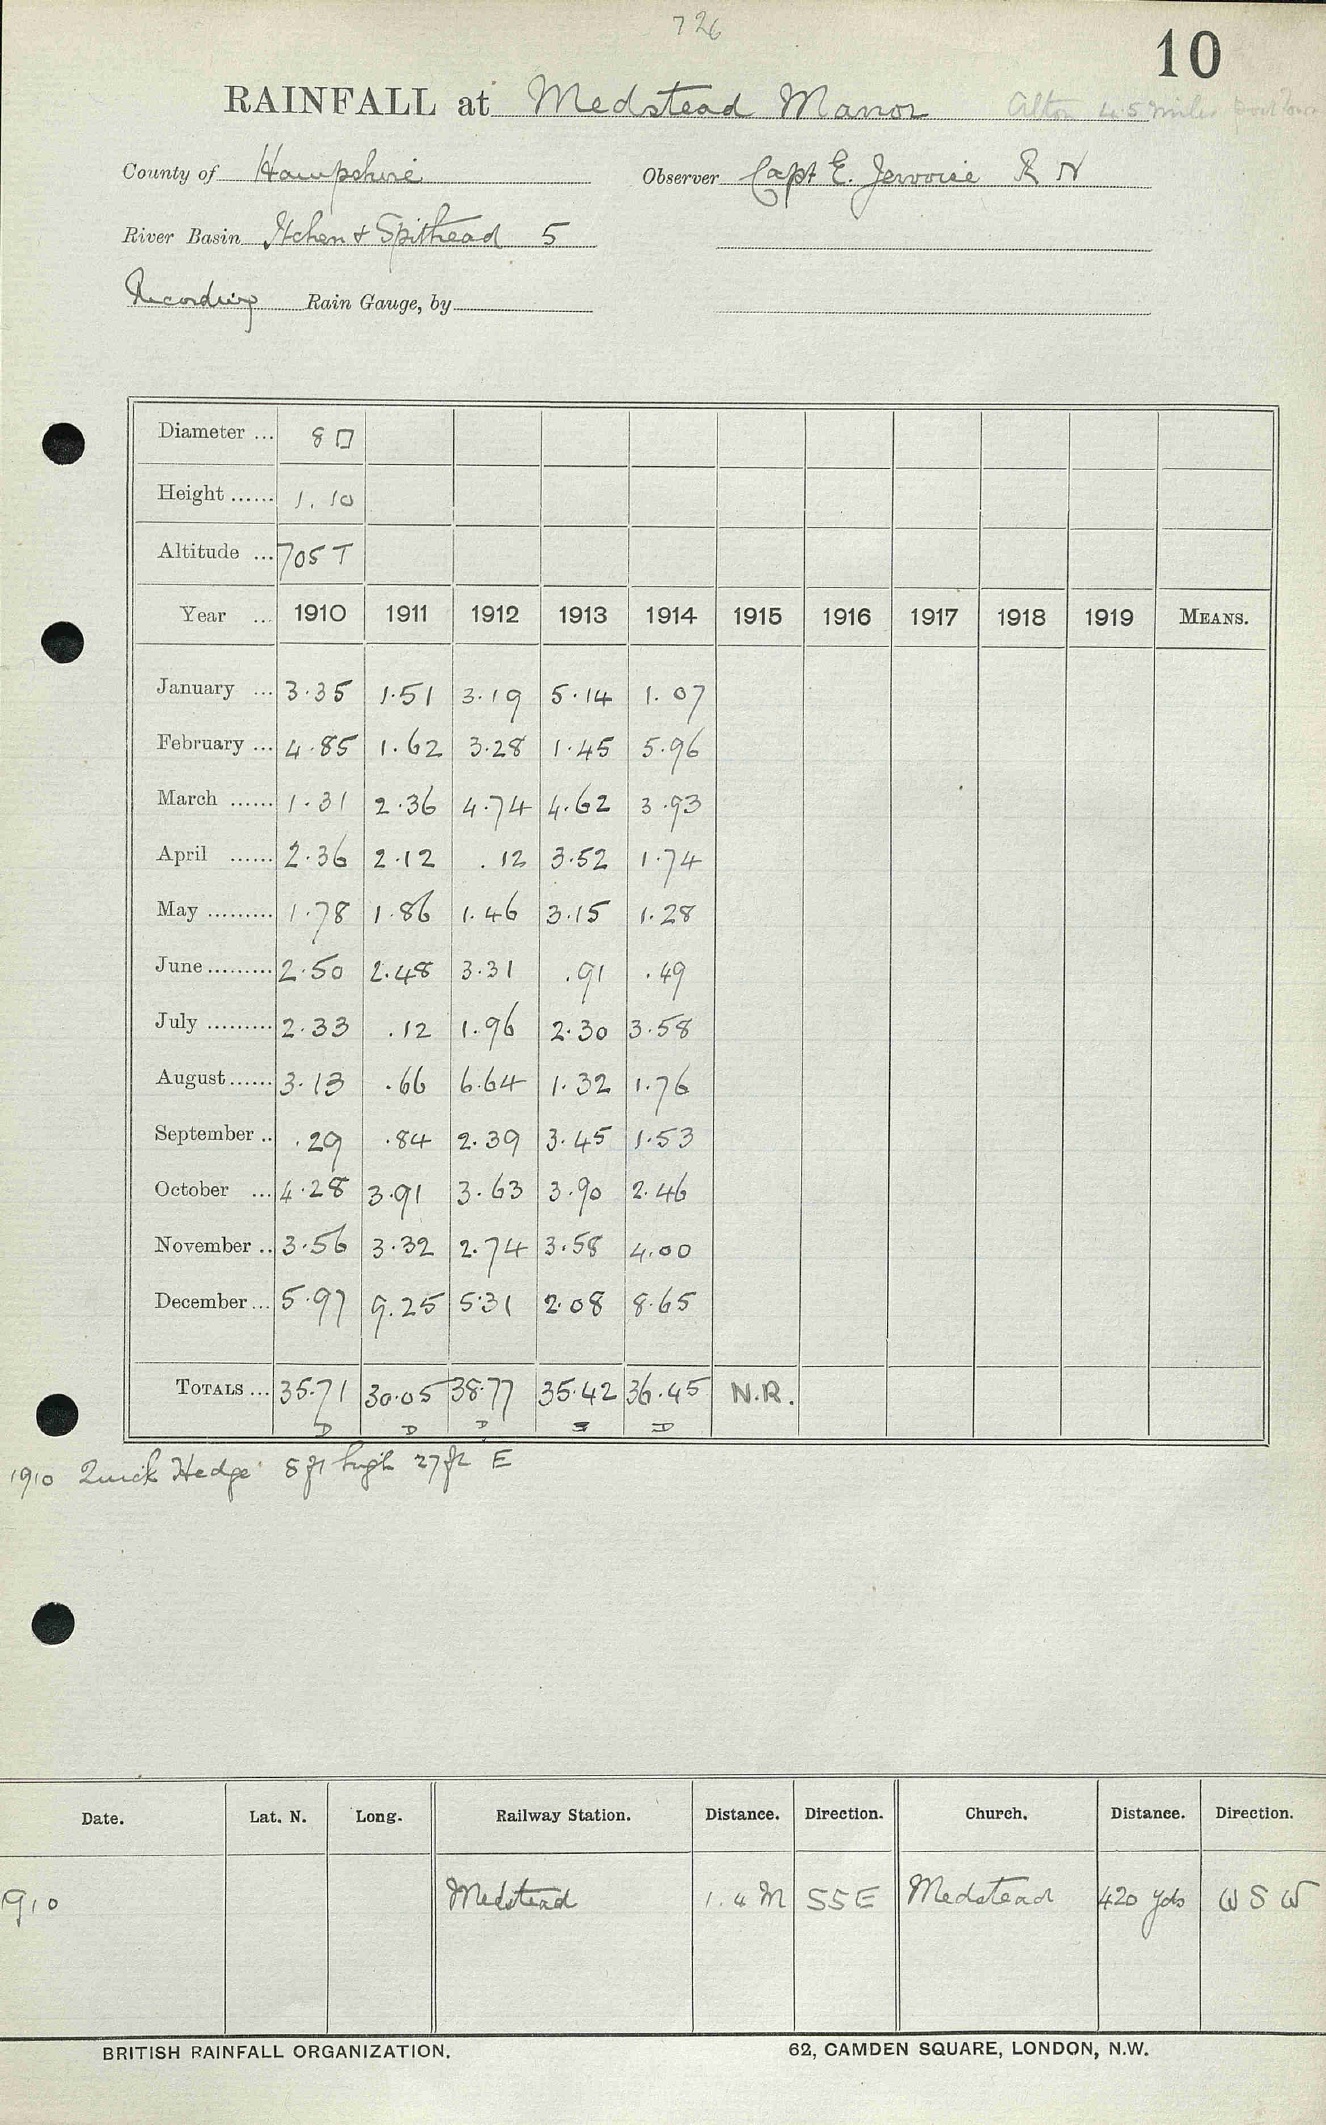 726
10
RAINFALL at Medstead Manor Alton 4.5 miles post Town
County of Hampshire Observer Capt E. Jervoise R N
River Basin Itchen & Spithead 5
Recording Rain Gauge, by
Diameter ... 8 □
Height ...... 1. 10
Altitude ... 705 T
Year ... 1910 1911 1912 1913 1914 1915 1916 1917 1918 1919 MEANS.
January ... 3.35 1.51 3.19 5.14 1.07
February ... 4.85 1.62 3.28 1.45 5.96
March ...... 1.31 2.36 4.74 4.62 3.93
April ...... 2.36 2.12 .12 3.52 1.74
May ......... 1.78 1.86 1.46 3.15 1.28
June ......... 2.50 2.48 3.31 .91 .49
July ......... 2.33 .12 1.96 2.30 3.58
August ...... 3.13 .66 6.64 1.32 1.76
September .. .29 .84 2.39 3.45 1.53
October ... 4.28 3.91 3.63 3.90 2.46
November .. 3.56 3.32 2.74 3.58 4.00
December ... 5.97 9.25 5.31 2.08 8.65
TOTALS ... 35.71 30.05 38.77 35.42 36.45 N.R.
D D D D
1910 Quick Hedge 8 ft high 27 ft E
Date. Lat. N. Long. Railway Station. Distance. Direction. Church. Distance. Direction.
1910 Medstead 1.4 M SSE Medstead 420 yds W S W
BRITISH RAINFALL ORGANIZATION. 62, CAMDEN SQUARE, LONDON, N.W.